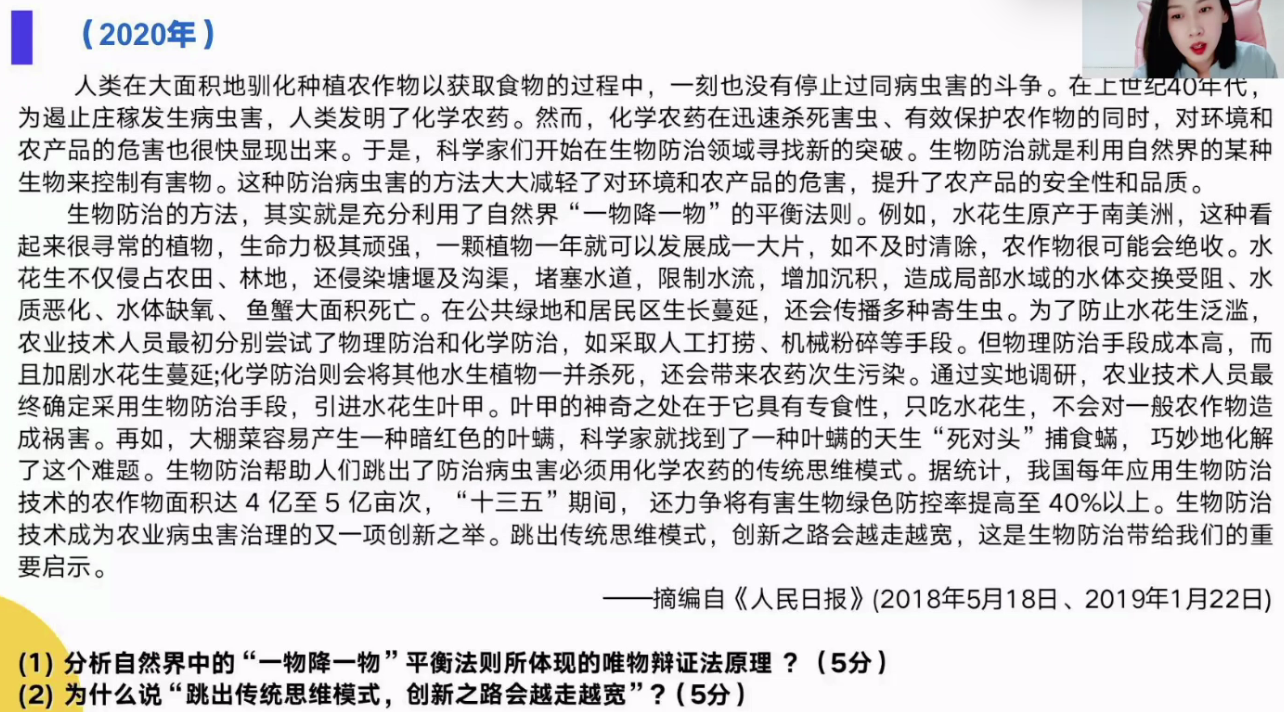 （2020年）
人类在大面积地驯化种植农作物以获取食物的过程中，一刻也没有停止过同病虫害的斗争。在上世纪40年代，
为遏止庄稼发生病虫害，人类发明了化学农药。然而，化学农药在迅速杀死害虫、有效保护农作物的同时，对环境和
农产品的危害也很快显现出来。于是，科学家们开始在生物防治领域寻找新的突破。生物防治就是利用自然界的某种
生物来控制有害物。这种防治病虫害的方法大大减轻了对环境和农产品的危害，提升了农产品的安全性和品质。
生物防治的方法，其实就是充分利用了自然界“一物降一物”的平衡法则。例如，水花生原产于南美洲，这种看
起来很寻常的植物，生命力极其顽强，一颗植物一年就可以发展成一大片，如不及时清除，农作物很可能会绝收。水
花生不仅侵占农田、林地，还侵染塘堰及沟渠，堵塞水道，限制水流，增加沉积，造成局部水域的水体交换受阻、水
质恶化、水体缺氧、 鱼蟹大面积死亡。在公共绿地和居民区生长蔓延，还会传播多种寄生虫。为了防止水花生泛滥，
农业技术人员最初分别尝试了物理防治和化学防治，如采取人工打捞、机械粉碎等手段。但物理防治手段成本高，而
且加剧水花生蔓延;化学防治则会将其他水生植物一并杀死，还会带来农药次生污染。通过实地调研，农业技术人员最
终确定采用生物防治手段，引进水花生叶甲。叶甲的神奇之处在于它具有专食性，只吃水花生，不会对一般农作物造
成祸害。再如，大棚菜容易产生一种暗红色的叶螨，科学家就找到了一种叶螨的天生“死对头”捕食螨， 巧妙地化解
了这个难题。生物防治帮助人们跳出了防治病虫害必须用化学农药的传统思维模式。据统计，我国每年应用生物防治
技术的农作物面积达 4 亿至 5 亿亩次，“十三五”期间， 还力争将有害生物绿色防控率提高至 40%以上。生物防治
技术成为农业病虫害治理的又一项创新之举。跳出传统思维模式，创新之路会越走越宽，这是生物防治带给我们的重
要启示。
——摘编自《人民日报》(2018年5月18日、2019年1月22日)
(1) 分析自然界中的“一物降一物”平衡法则所体现的唯物辩证法原理 ？（5分）
(2) 为什么说“跳出传统思维模式，创新之路会越走越宽”？（5分）